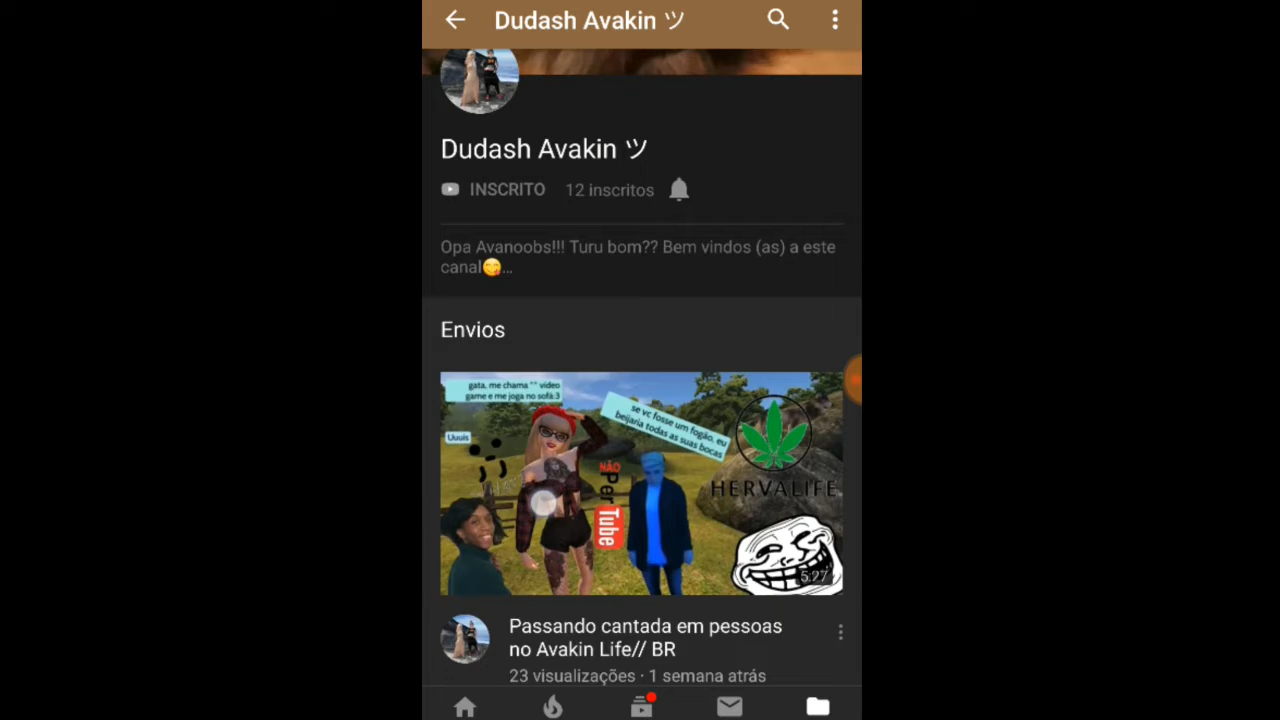 Dudash Avakin ツ
Dudash Avakin ツ
INSCRITO 12 inscritos
Opa Avanoobs!!! Turu bom?? Bem vindos (as) a este
canal😋...
Envios
gata, me chama °° video
game e me joga no sofá:3
se vc fosse um fogão, eu
beijaria todas as suas bocas
Uuuis
NÃO
Per
Tube
HERVALIFE
5:27
Passando cantada em pessoas
no Avakin Life// BR
23 visualizações · 1 semana atrás